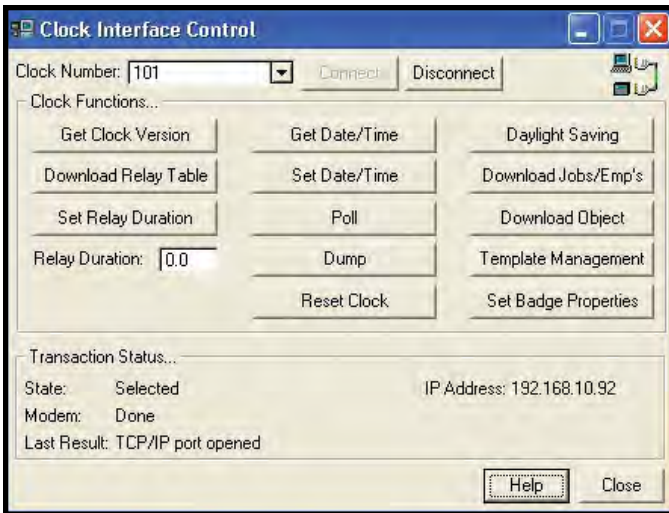 Clock Interface Control
Clock Number: 101 Connect Disconnect
Clock Functions...
Get Clock Version Get Date/Time Daylight Saving
Download Relay Table Set Date/Time Download Jobs/Emp's
Set Relay Duration Poll Download Object
Relay Duration: 0.0 Dump Template Management
Reset Clock Set Badge Properties
Transaction Status...
State: Selected IP Address: 192.168.10.92
Modem: Done
Last Result: TCP/IP port opened
Help Close